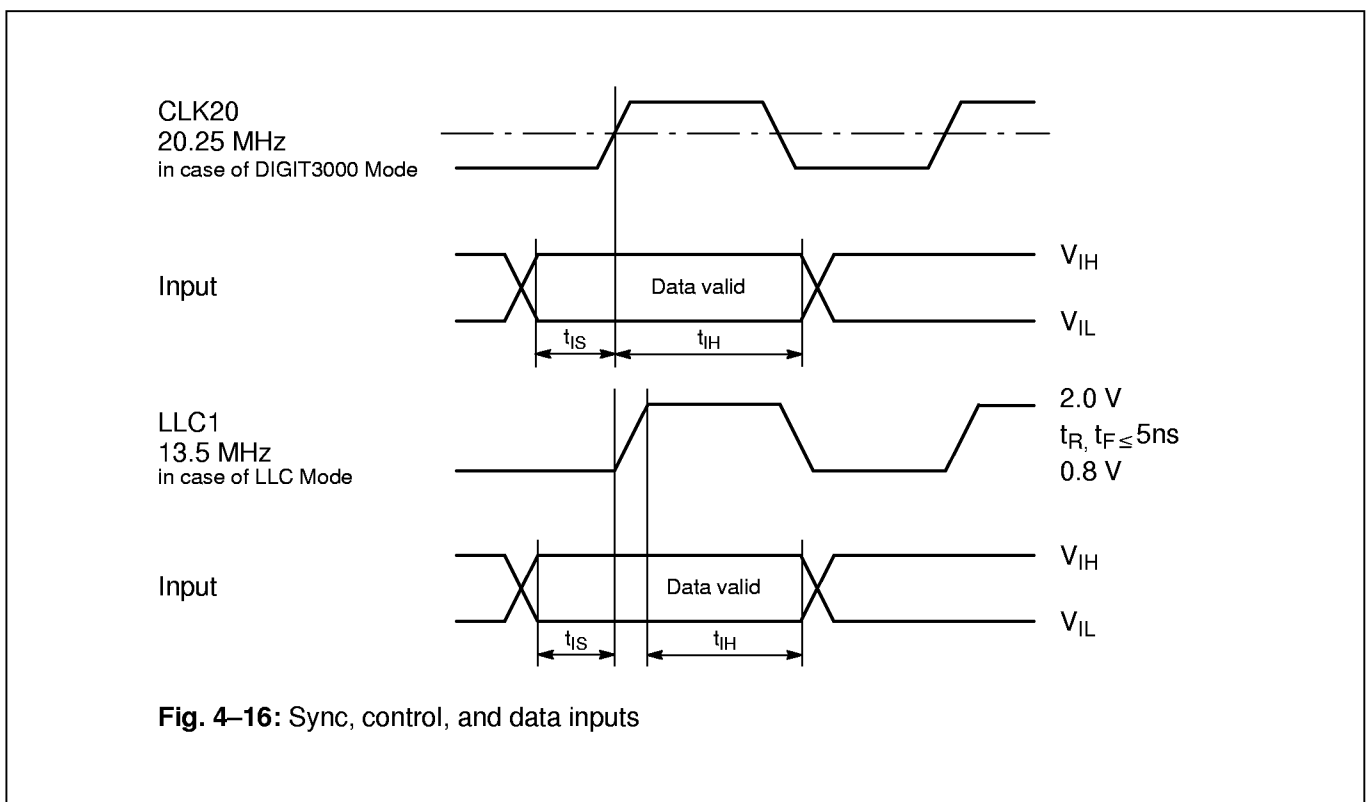 CLK20
20.25 MHz
in case of DIGIT3000 Mode
Input
Data valid
V_IH
V_IL
t_IS
t_IH
LLC1
13.5 MHz
in case of LLC Mode
2.0 V
t_R, t_F ≤ 5ns
0.8 V
Input
Data valid
V_IH
V_IL
t_IS
t_IH
Fig. 4–16: Sync, control, and data inputs